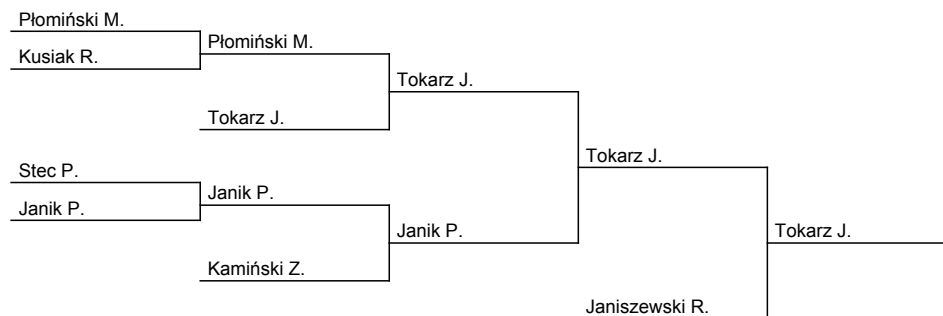 Płomiński M.
Kusiak R.
Płomiński M.
Tokarz J.
Tokarz J.
Stec P.
Janik P.
Janik P.
Kamiński Z.
Janik P.
Tokarz J.
Janiszewski R.
Tokarz J.